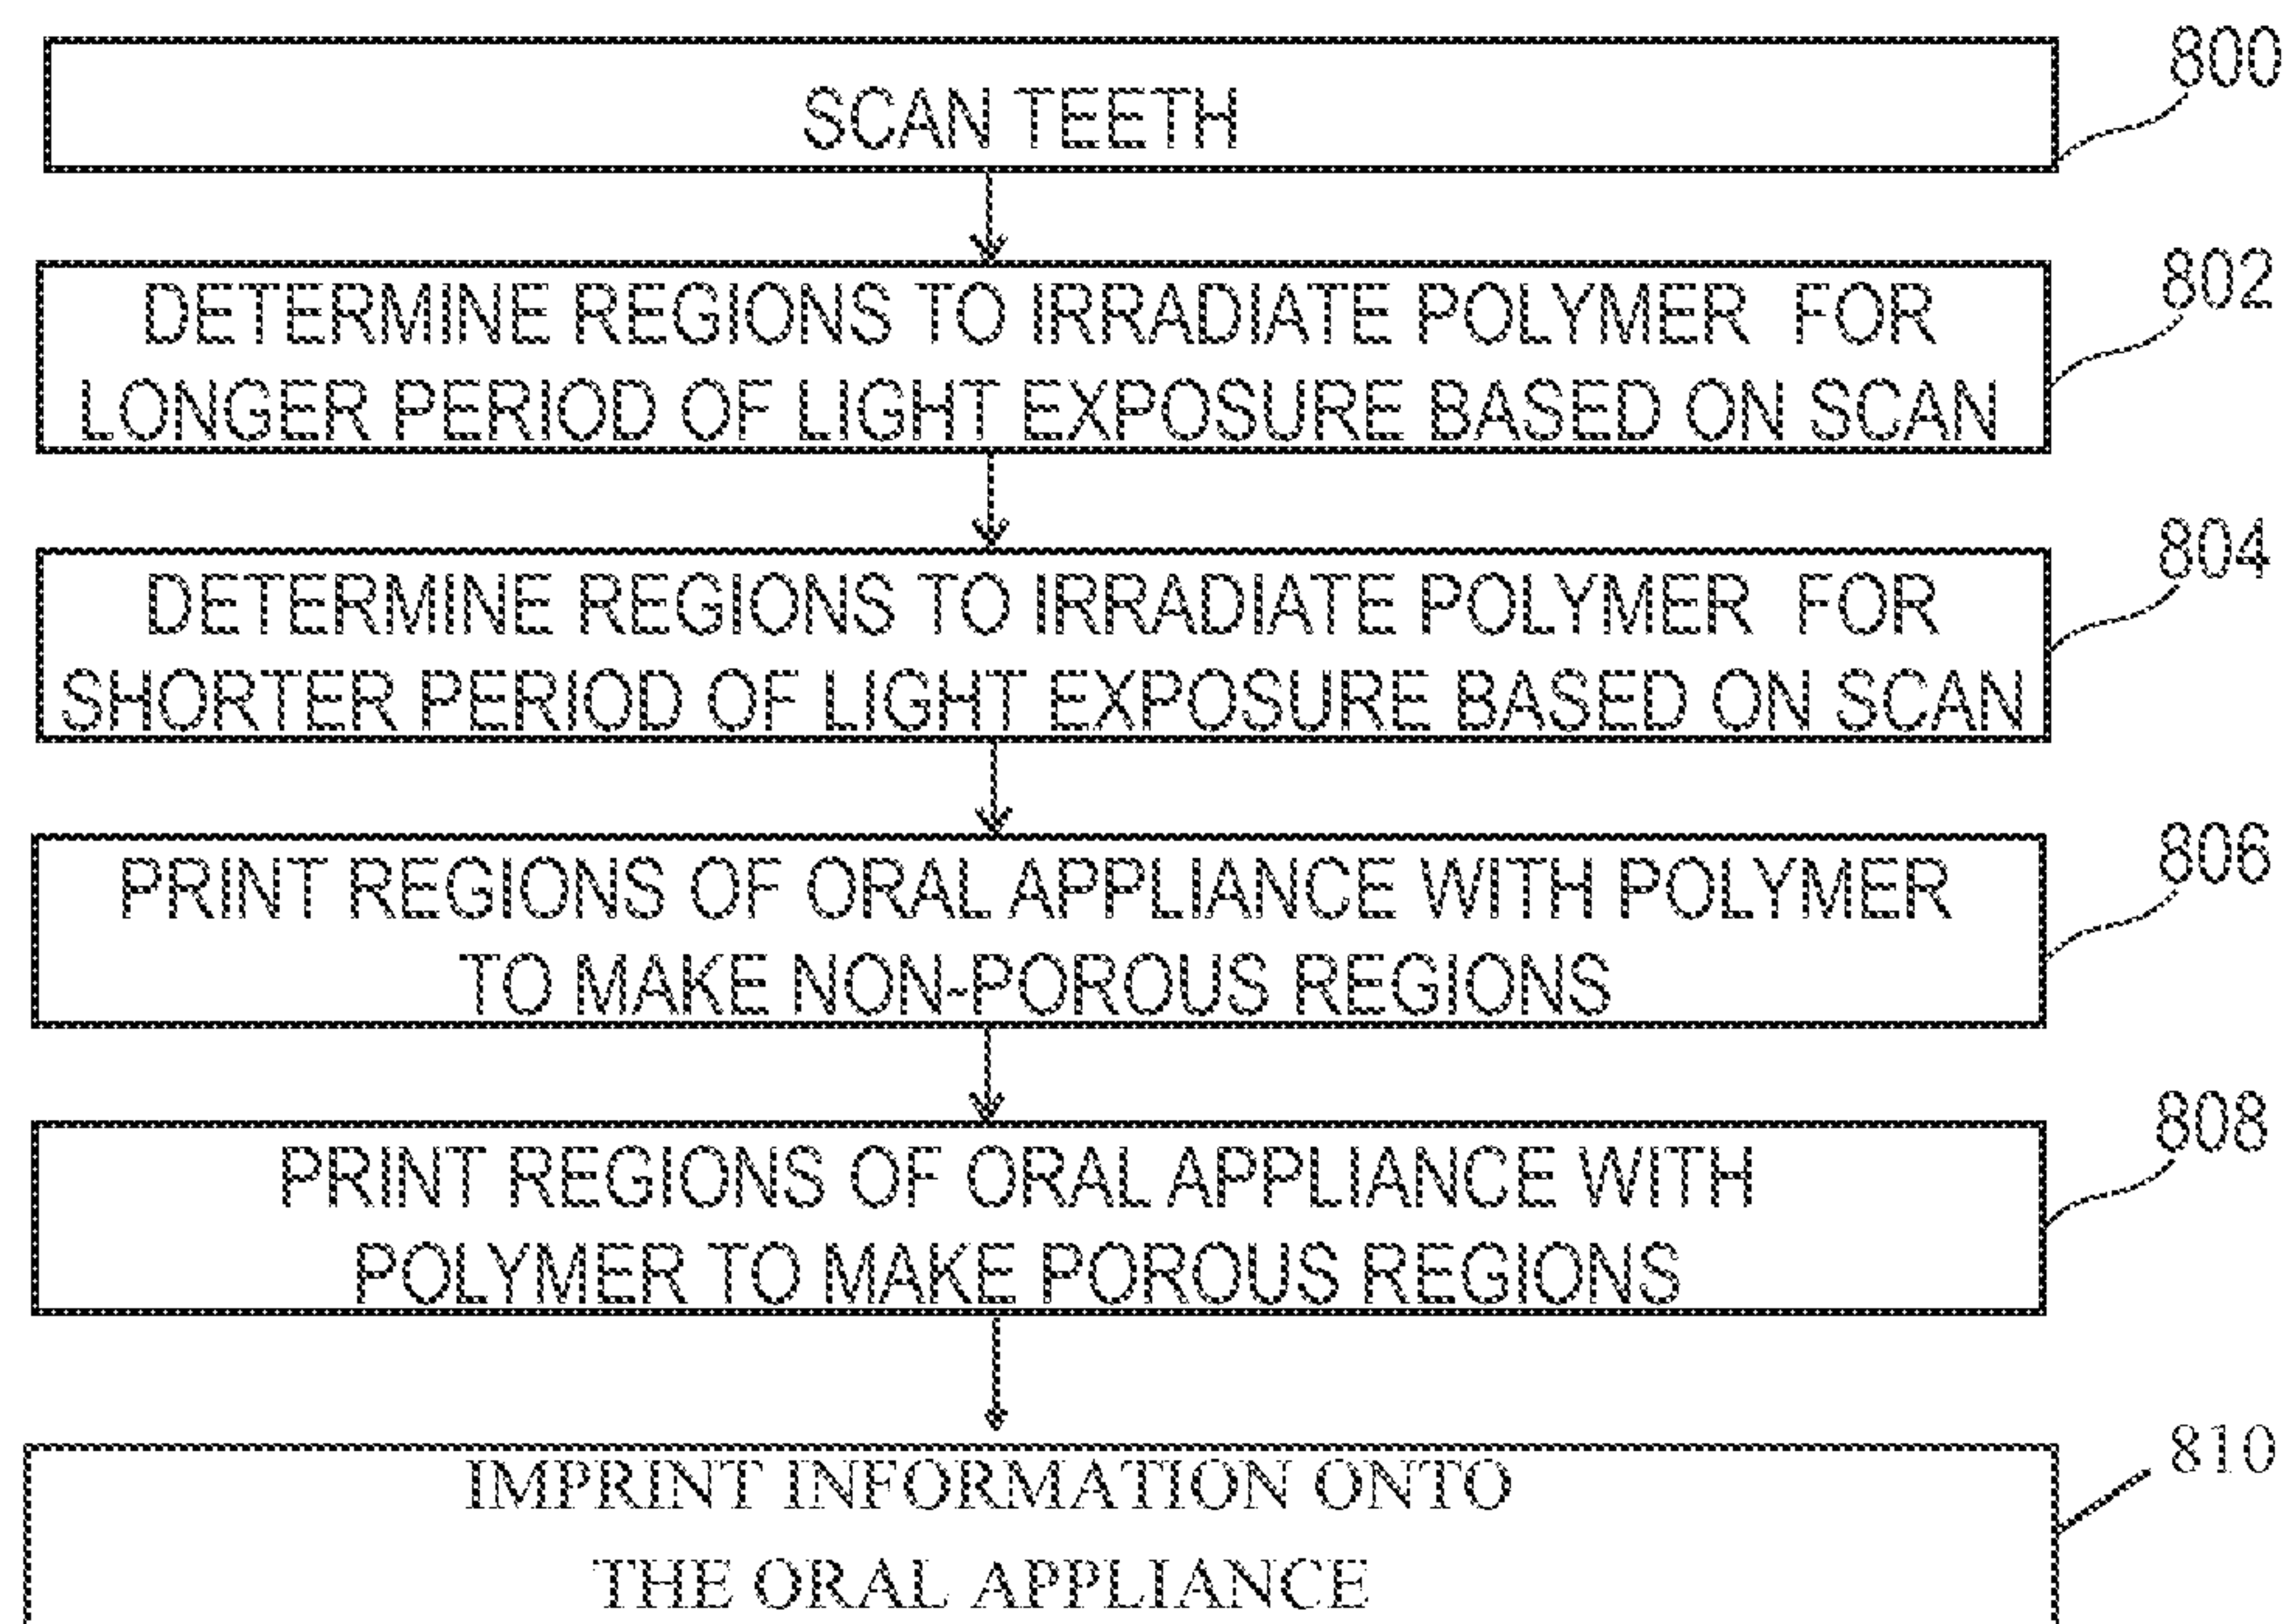 800
SCAN TEETH
802
DETERMINE REGIONS TO IRRADIATE POLYMER FOR
LONGER PERIOD OF LIGHT EXPOSURE BASED ON SCAN
804
DETERMINE REGIONS TO IRRADIATE POLYMER FOR
SHORTER PERIOD OF LIGHT EXPOSURE BASED ON SCAN
806
PRINT REGIONS OF ORAL APPLIANCE WITH POLYMER
TO MAKE NON-POROUS REGIONS
808
PRINT REGIONS OF ORAL APPLIANCE WITH
POLYMER TO MAKE POROUS REGIONS
810
IMPRINT INFORMATION ONTO
THE ORAL APPLIANCE